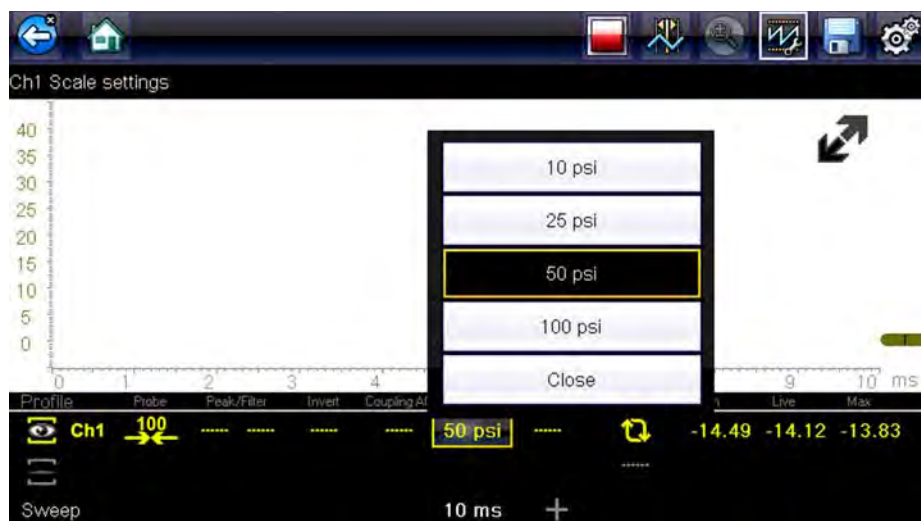 Ch1 Scale settings
40
35
30
25
20
15
10
5
0
10 psi
25 psi
50 psi
100 psi
Close
0 1 2 3 4 9 10 ms
Profile Probe Peak/Filter Invert Coupling Live Max
Ch1 100 ------ ------ ------ ------ 50 psi ------ -14.49 -14.12 -13.83
------
Sweep 10 ms +